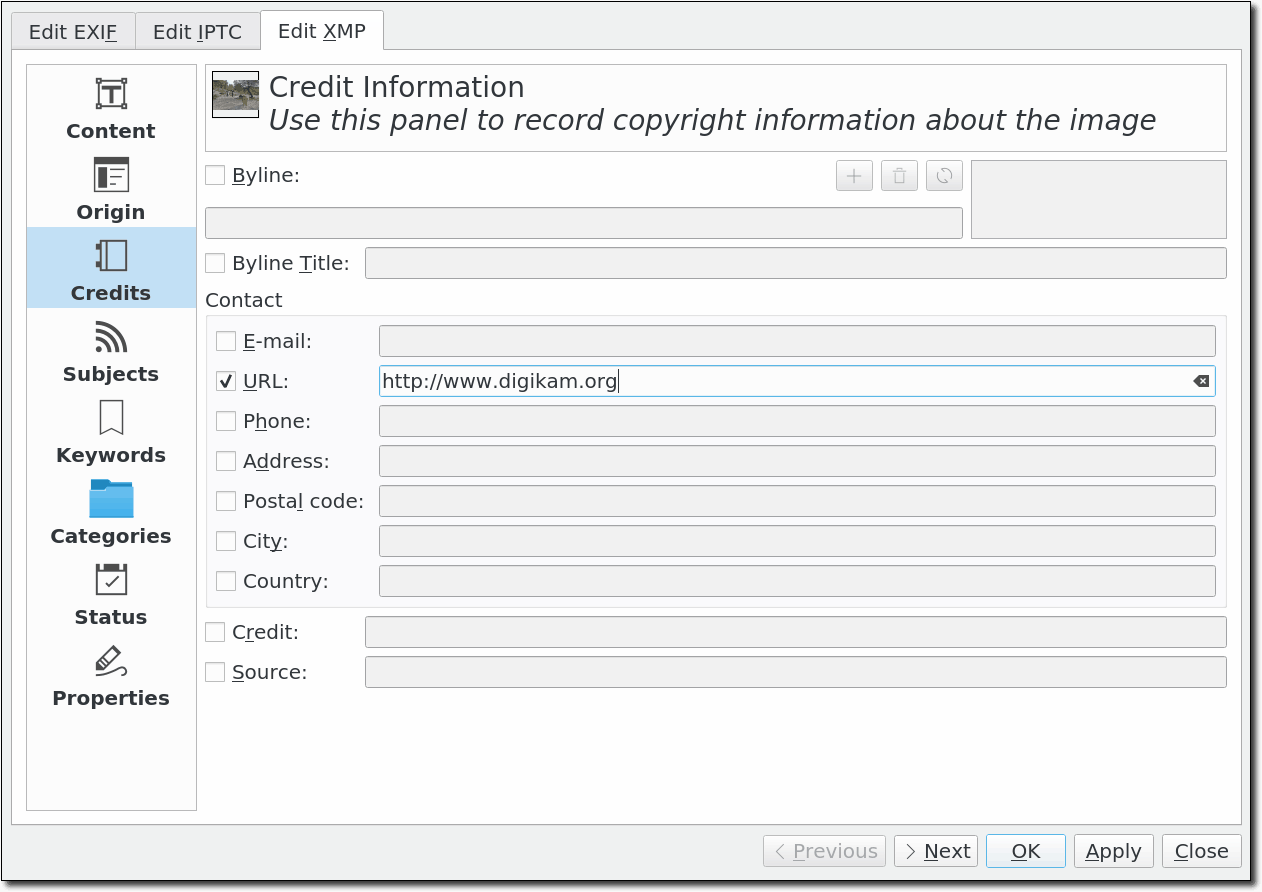 Edit EXIF Edit IPTC Edit XMP
Content
Origin
Credits
Subjects
Keywords
Categories
Status
Properties
Credit Information
Use this panel to record copyright information about the image
Byline:
Byline Title:
Contact
E-mail:
URL: http://www.digikam.org
Phone:
Address:
Postal code:
City:
Country:
Credit:
Source:
Previous Next OK Apply Close